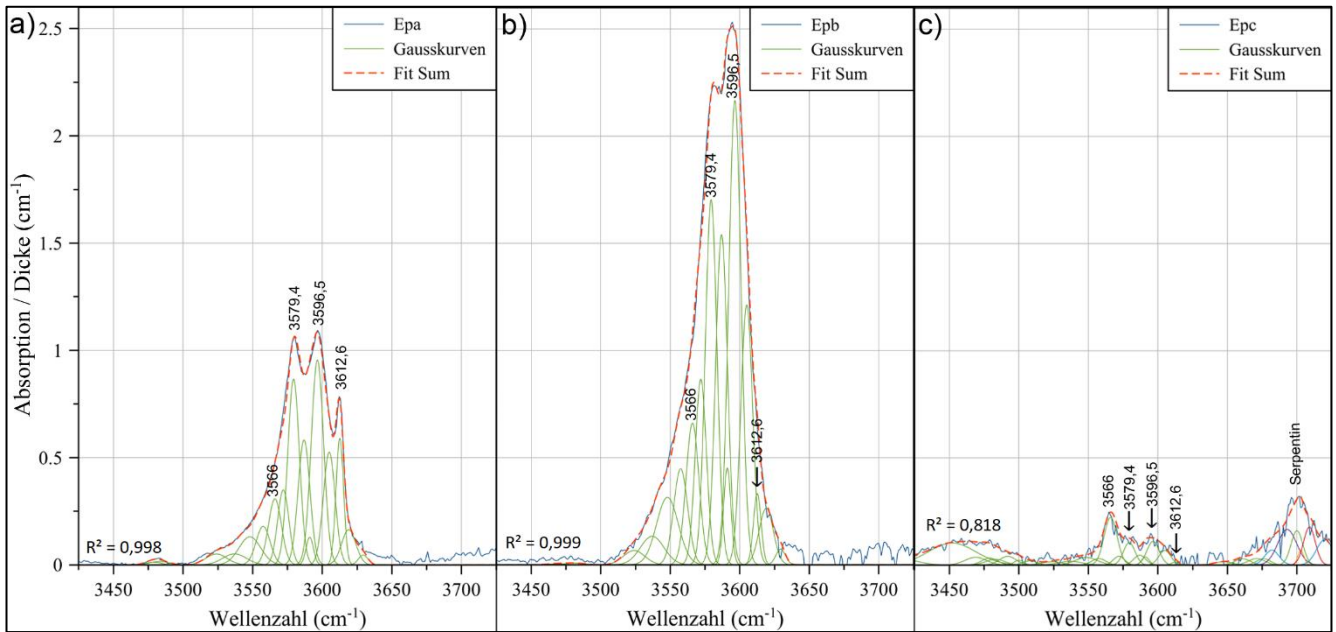 a)
Epa
Gausskurven
Fit Sum
3579,4
3596,5
3612,6
3566
R² = 0,998
b)
Epb
Gausskurven
Fit Sum
3596,5
3579,4
3566
3612,6
R² = 0,999
c)
Epc
Gausskurven
Fit Sum
3566
3579,4
3596,5
3612,6
Serpentin
R² = 0,818
Absorption / Dicke (cm⁻¹)
2.5
2
1.5
1
0.5
0
3450 3500 3550 3600 3650 3700
3450 3500 3550 3600 3650 3700
3450 3500 3550 3600 3650 3700
Wellenzahl (cm⁻¹)
Wellenzahl (cm⁻¹)
Wellenzahl (cm⁻¹)